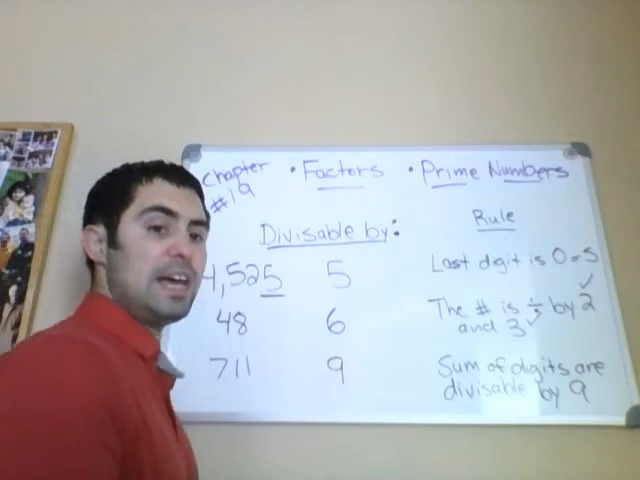 Chapter • Factors • Prime Numbers
#19
Divisable by: Rule
4,525 5 Last digit is 0 or 5
48 6 The # is ÷ by 2
and 3
711 9 Sum of digits are
divisable by 9